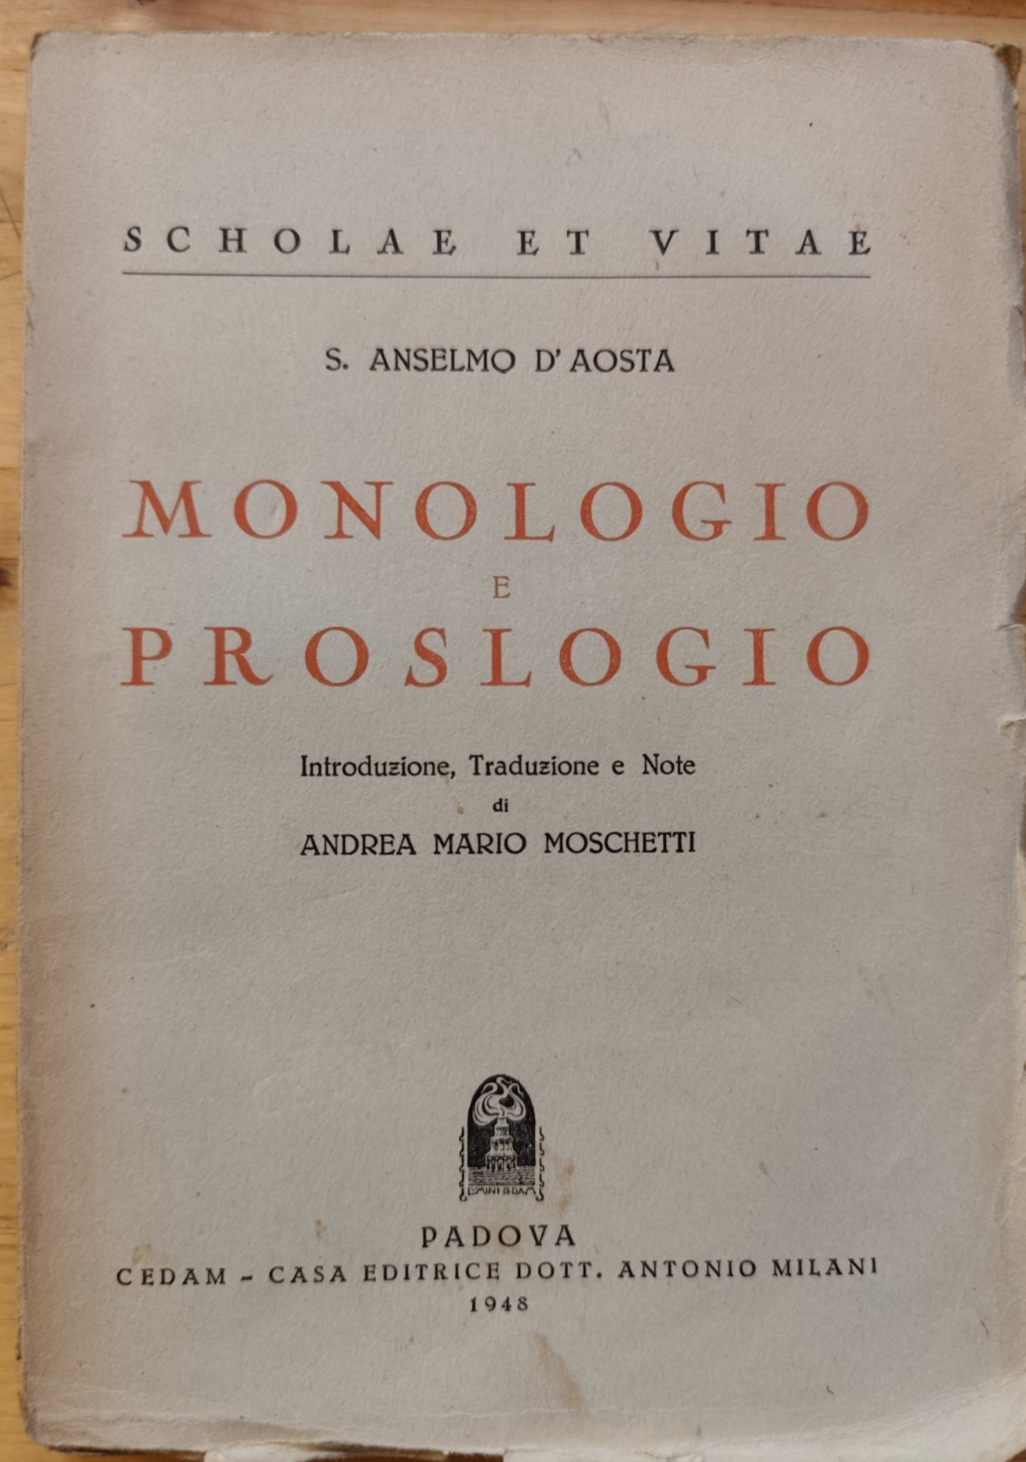 SCHOLAE ET VITAE
S. ANSELMO D'AOSTA
MONOLOGIO
E
PROSLOGIO
Introduzione, Traduzione e Note
di
ANDREA MARIO MOSCHETTI
PADOVA
CEDAM - CASA EDITRICE DOTT. ANTONIO MILANI
1948